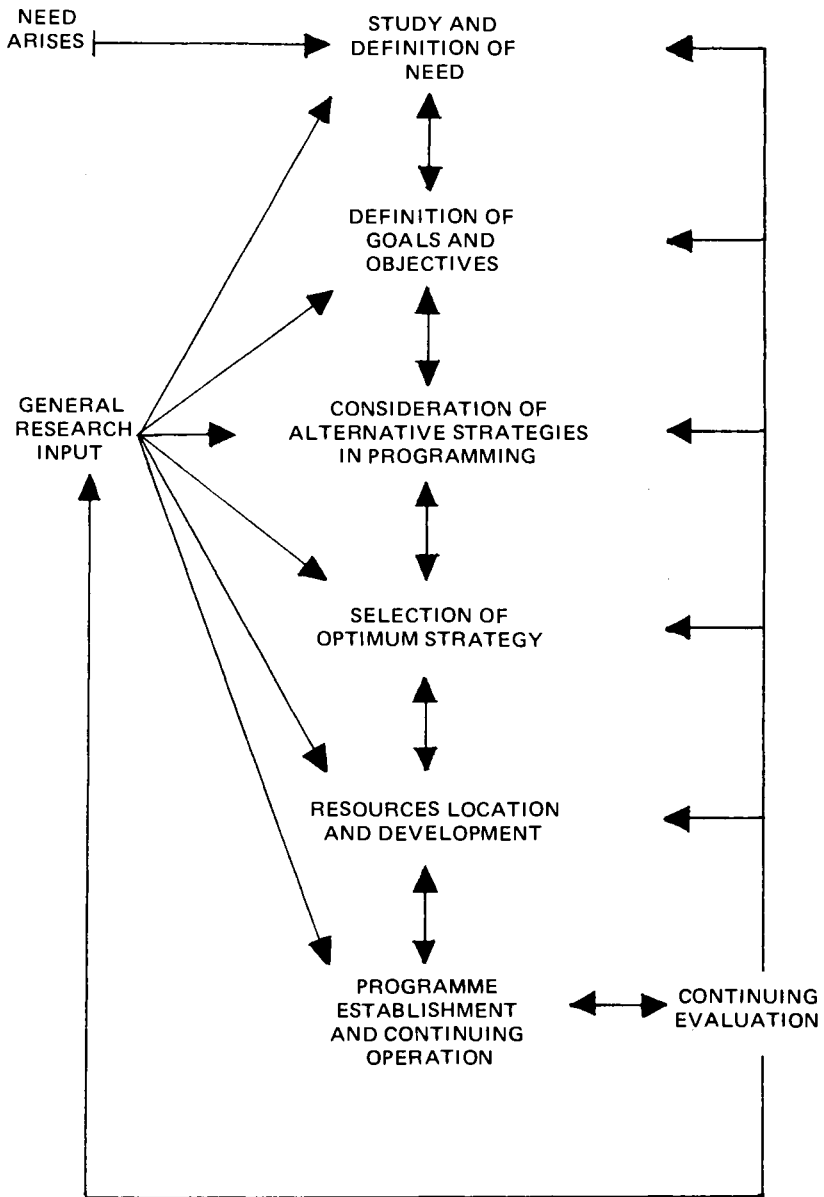 NEED
ARISES
STUDY AND
DEFINITION OF
NEED
DEFINITION OF
GOALS AND
OBJECTIVES
GENERAL
RESEARCH
INPUT
CONSIDERATION OF
ALTERNATIVE STRATEGIES
IN PROGRAMMING
SELECTION OF
OPTIMUM STRATEGY
RESOURCES LOCATION
AND DEVELOPMENT
PROGRAMME
ESTABLISHMENT
AND CONTINUING
OPERATION
CONTINUING
EVALUATION